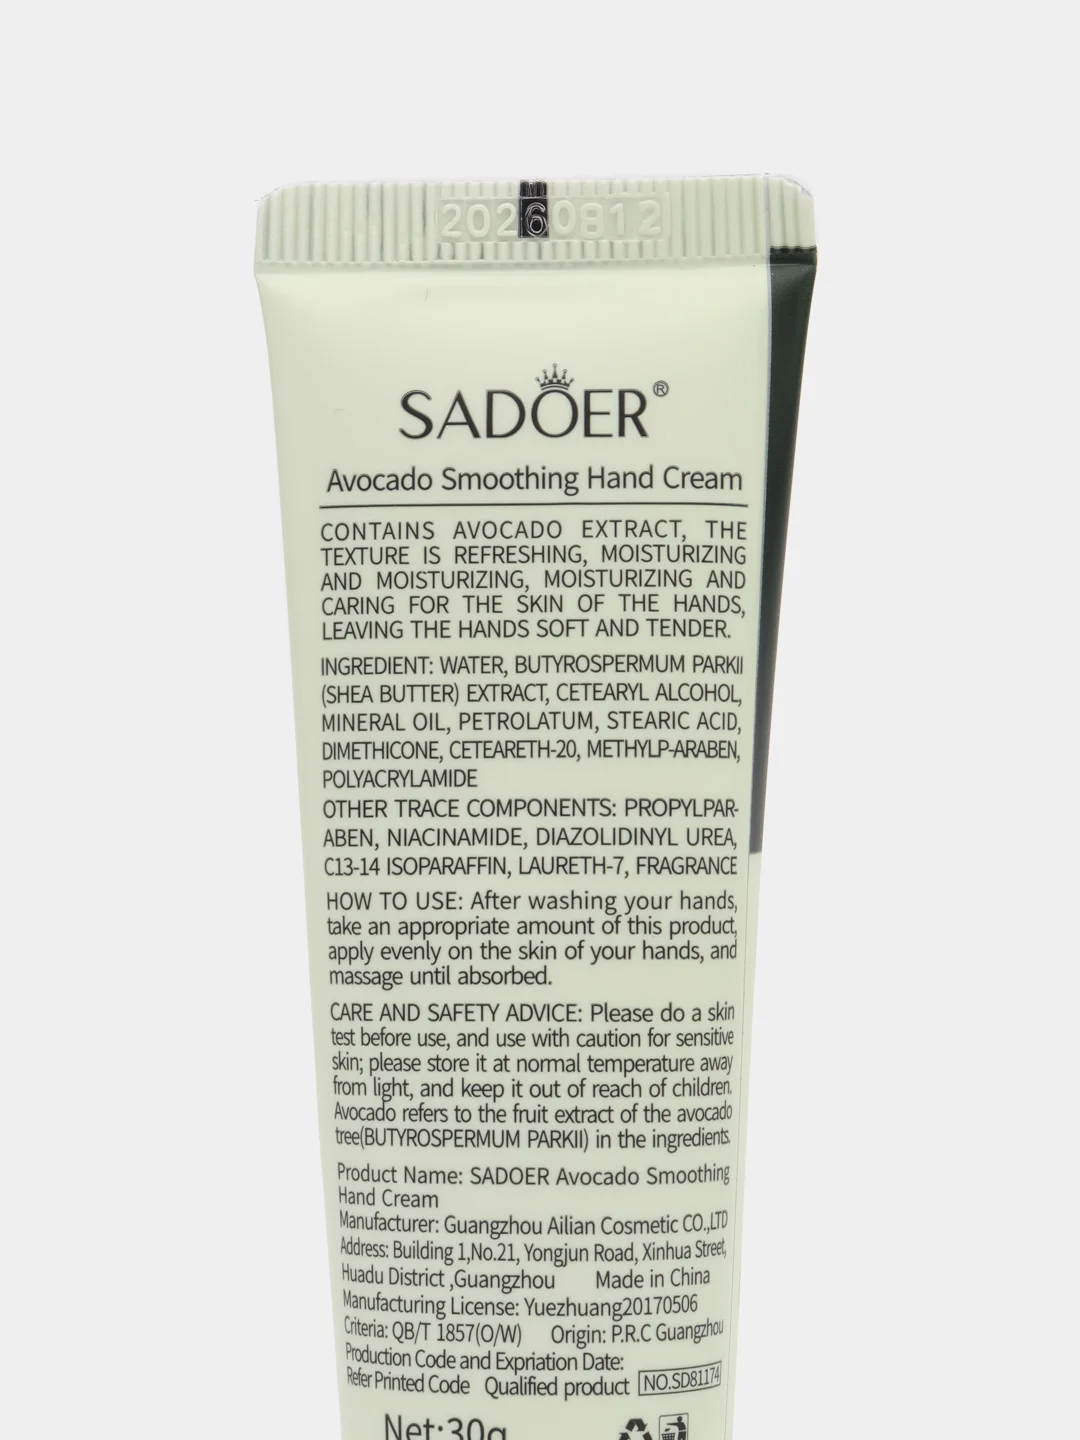 20260812
SADOER®
Avocado Smoothing Hand Cream
CONTAINS AVOCADO EXTRACT, THE
TEXTURE IS REFRESHING, MOISTURIZING
AND MOISTURIZING, MOISTURIZING AND
CARING FOR THE SKIN OF THE HANDS,
LEAVING THE HANDS SOFT AND TENDER.
INGREDIENT: WATER, BUTYROSPERMUM PARKII
(SHEA BUTTER) EXTRACT, CETEARYL ALCOHOL,
MINERAL OIL, PETROLATUM, STEARIC ACID,
DIMETHICONE, CETEARETH-20, METHYLP-ARABEN,
POLYACRYLAMIDE
OTHER TRACE COMPONENTS: PROPYLPAR-
ABEN, NIACINAMIDE, DIAZOLIDINYL UREA,
C13-14 ISOPARAFFIN, LAURETH-7, FRAGRANCE
HOW TO USE: After washing your hands,
take an appropriate amount of this product,
apply evenly on the skin of your hands, and
massage until absorbed.
CARE AND SAFETY ADVICE: Please do a skin
test before use, and use with caution for sensitive
skin; please store it at normal temperature away
from light, and keep it out of reach of children.
Avocado refers to the fruit extract of the avocado
tree(BUTYROSPERMUM PARKII) in the ingredients.
Product Name: SADOER Avocado Smoothing
Hand Cream
Manufacturer: Guangzhou Ailian Cosmetic CO.,LTD
Address: Building 1,No.21, Yongjun Road, Xinhua Street,
Huadu District ,Guangzhou Made in China
Manufacturing License: Yuezhuang20170506
Criteria: QB/T 1857(O/W) Origin: P.R.C Guangzhou
Production Code and Expriation Date:
Refer Printed Code Qualified product NO.SD81174
Net:30g